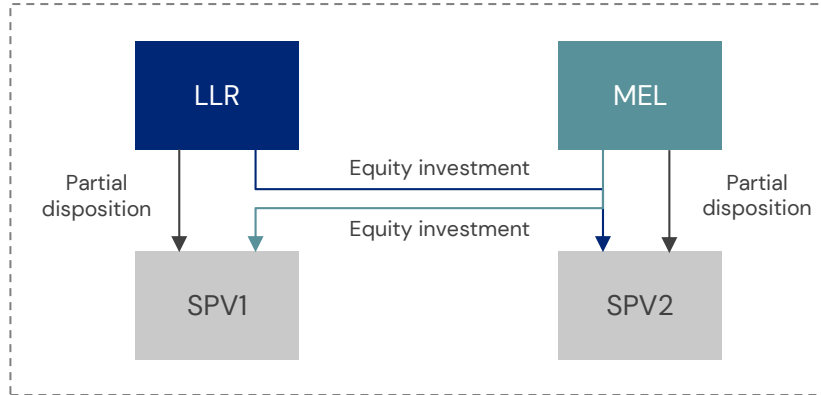 LLR
MEL
Equity investment
Partial
disposition
Partial
disposition
Equity investment
SPV1
SPV2